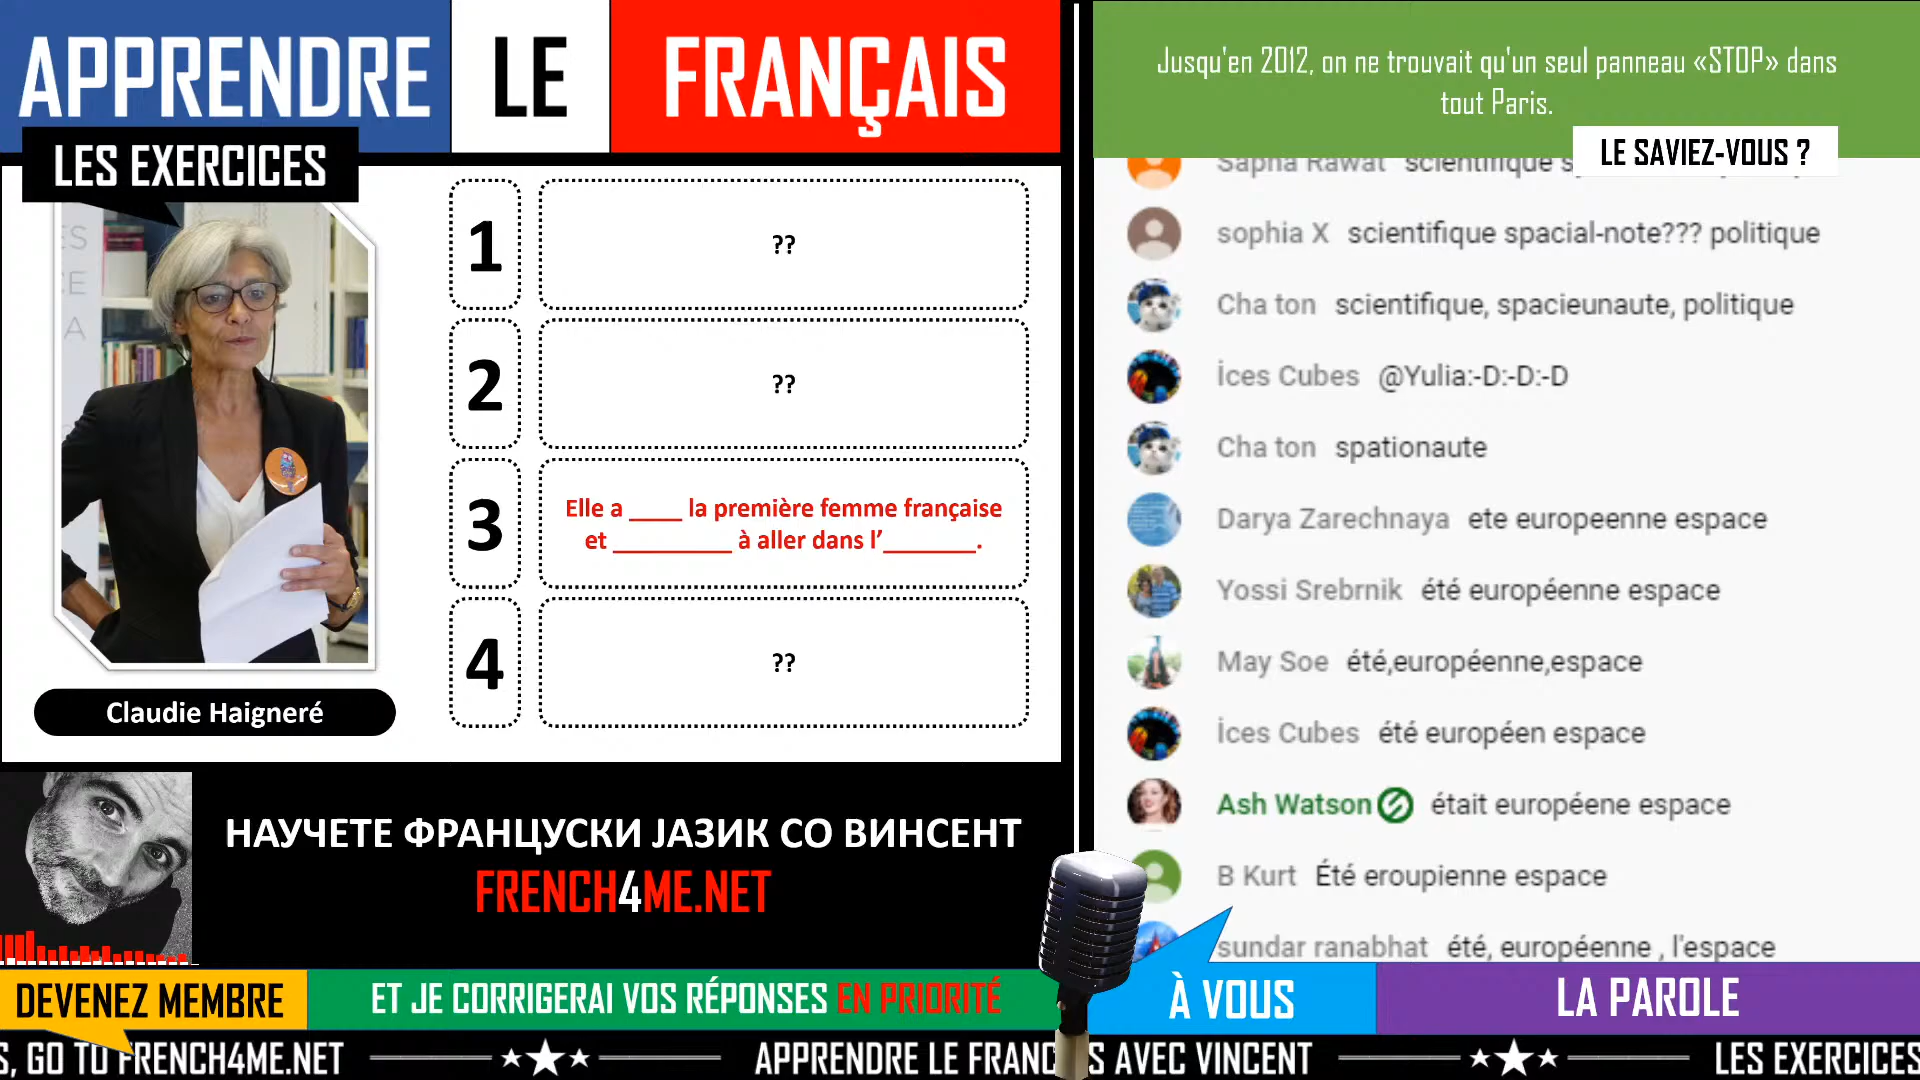 APPRENDRE LE FRANÇAIS
LES EXERCICES
1
??
2
??
3
Elle a ____ la première femme française
et _________ à aller dans l’_______.
4
??
Claudie Haigneré
НАУЧЕТЕ ФРАНЦУСКИ ЈАЗИК СО ВИНСЕНТ
FRENCH4ME.NET
DEVENEZ MEMBRE
ET JE CORRIGERAI VOS RÉPONSES EN PRIORITÉ
Jusqu'en 2012, on ne trouvait qu'un seul panneau «STOP» dans
tout Paris.
LE SAVIEZ-VOUS ?
Sapna Rawat scientifique
sophia X scientifique spacial-note??? politique
Cha ton scientifique, spacieunaute, politique
İces Cubes @Yulia:-D:-D:-D
Cha ton spationaute
Darya Zarechnaya ete europeenne espace
Yossi Srebrnik été européenne espace
May Soe été,européenne,espace
İces Cubes été européen espace
Ash Watson était européene espace
B Kurt Été eroupienne espace
sundar ranabhat été, européenne , l'espace
À VOUS
LA PAROLE
S, GO TO FRENCH4ME.NET
APPRENDRE LE FRANC S AVEC VINCENT
LES EXERCICES